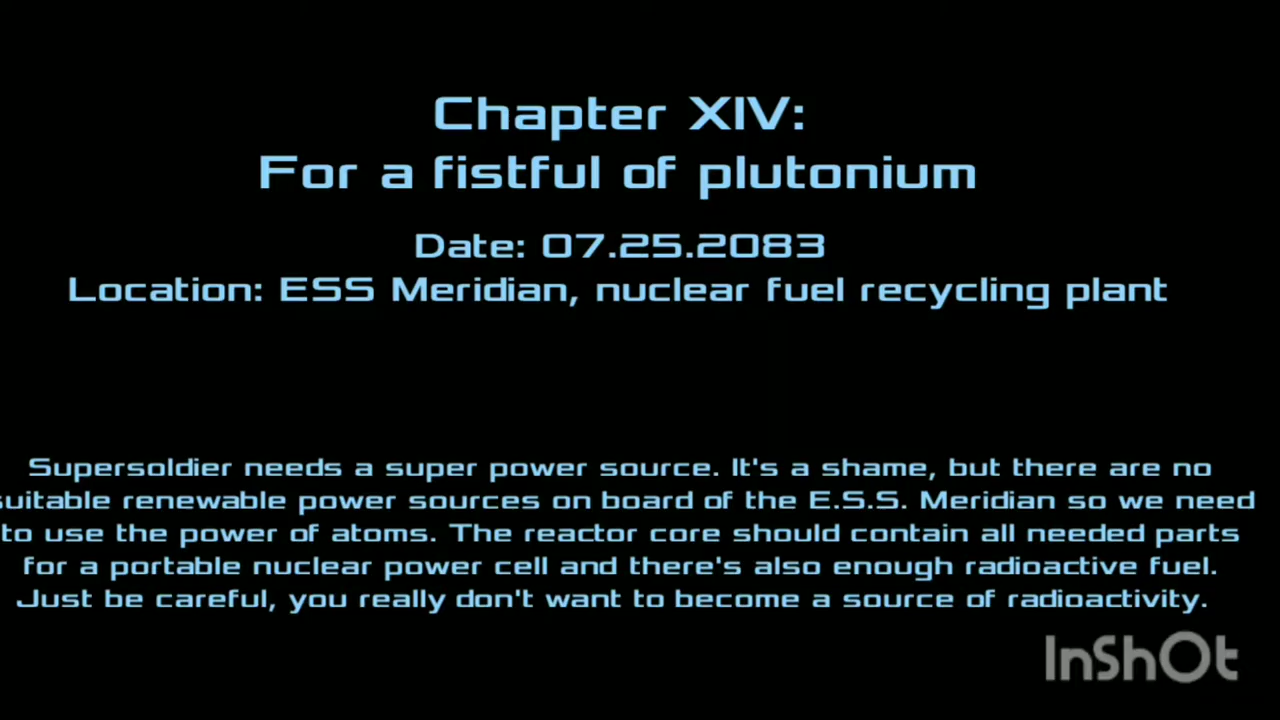 Chapter XIV:
For a fistful of plutonium
Date: 07.25.2083
Location: ESS Meridian, nuclear fuel recycling plant
Supersoldier needs a super power source. It's a shame, but there are no
suitable renewable power sources on board of the E.S.S. Meridian so we need
to use the power of atoms. The reactor core should contain all needed parts
for a portable nuclear power cell and there's also enough radioactive fuel.
Just be careful, you really don't want to become a source of radioactivity.
InShOt